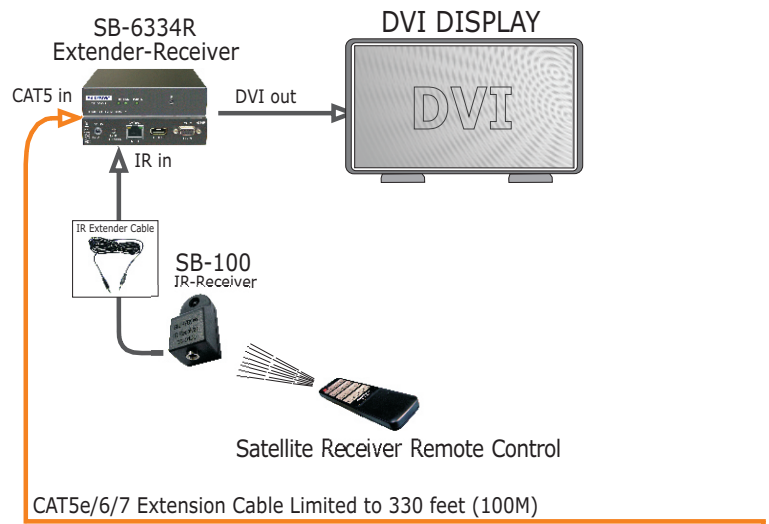 SB-6334R
Extender-Receiver
DVI DISPLAY
CAT5 in
DVI out
DVI
IR in
IR Extender Cable
SB-100
IR-Receiver
Satellite Receiver Remote Control
CAT5e/6/7 Extension Cable Limited to 330 feet (100M)